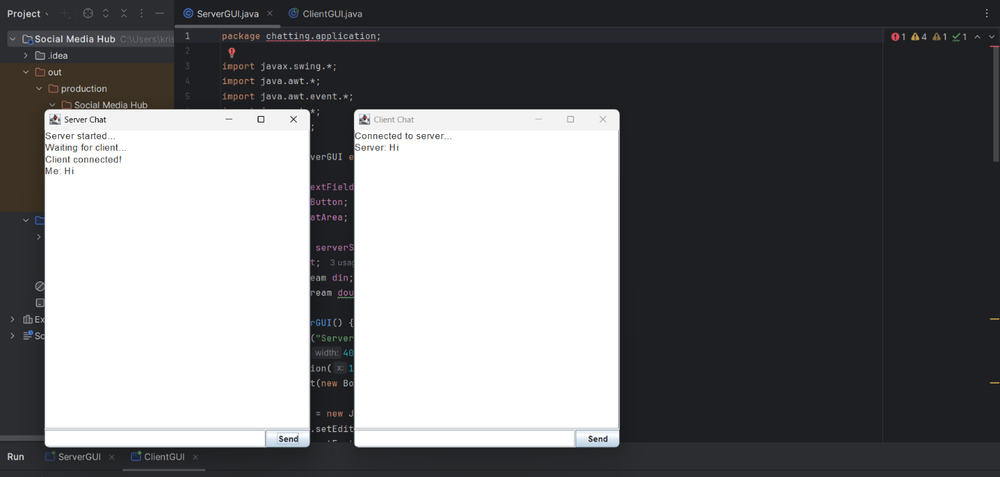 Project
ServerGUI.java
ClientGUI.java
Social Media Hub C:\Users\kris
1 package chatting.application;
1 4 1 1
.idea
2
out
3 import javax.swing.*;
production
4 import java.awt.*;
Social Media Hub
5 import java.awt.event.*;
Server Chat
Server started...
Waiting for client...
Client connected!
Me: Hi
Send
Client Chat
Connected to server...
Server: Hi
Send
*;
;
verGUI e
extField
Button;
atArea;
serverS
t; 3 usag
eam din;
ream dou
rGUI() {
("Server
width: 40
ion( x: 1
t(new Bo
= new J
.setEdit
Ex
Sc
Run
ServerGUI
ClientGUI